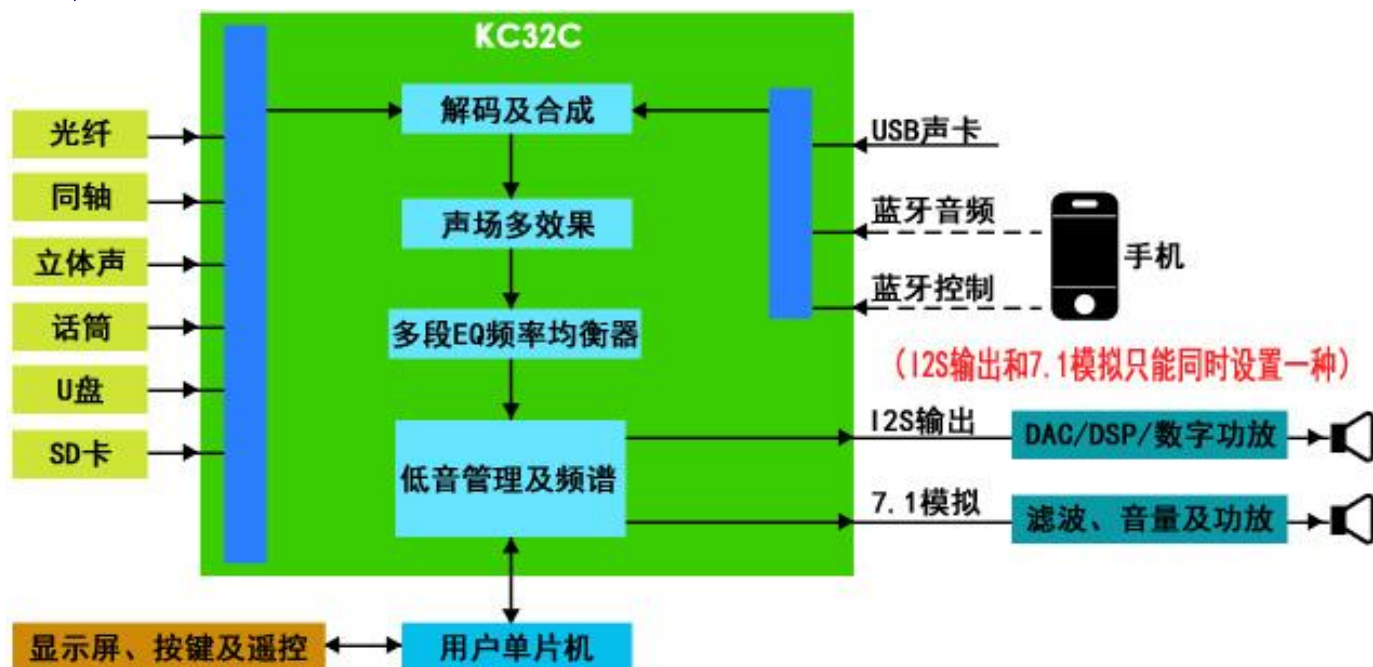 KC32C
解码及合成
光纤
USB声卡
同轴
声场多效果
蓝牙音频
立体声
手机
蓝牙控制
话筒
多段EQ频率均衡器
（I2S输出和7.1模拟只能同时设置一种）
U盘
I2S输出
DAC/DSP/数字功放
SD卡
低音管理及频谱
7.1模拟
滤波、音量及功放
显示屏、按键及遥控
用户单片机